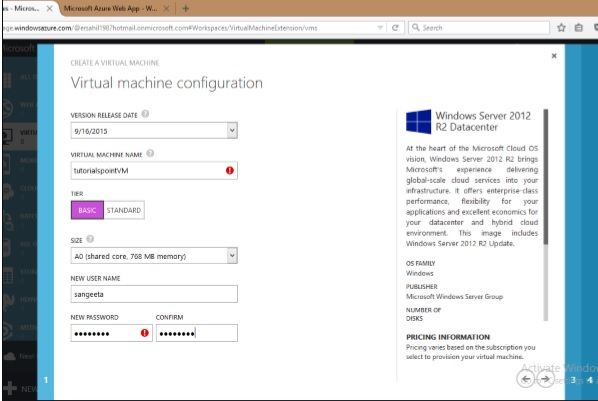 es - Micros...
Microsoft Azure Web App - W...
age.windowsazure.com/@ersahil1987hotmail.onmicrosoft.com#Workspaces/VirtualMachineExtension/vms
Search
Microsoft
CREATE A VIRTUAL MACHINE
Virtual machine configuration
VERSION RELEASE DATE
9/16/2015
VIRTUAL MACHINE NAME
tutorialspointVM
TIER
BASIC STANDARD
SIZE
A0 (shared core, 768 MB memory)
NEW USER NAME
sangeeta
NEW PASSWORD CONFIRM
Windows Server 2012
R2 Datacenter
At the heart of the Microsoft Cloud OS
vision, Windows Server 2012 R2 brings
Microsoft's experience delivering
global-scale cloud services into your
infrastructure. It offers enterprise-class
performance, flexibility for your
applications and excellent economics for
your datacenter and hybrid cloud
environment. This image includes
Windows Server 2012 R2 Update.
OS FAMILY
Windows
PUBLISHER
Microsoft Windows Server Group
NUMBER OF
DISKS
PRICING INFORMATION
Pricing varies based on the subscription you
select to provision your virtual machine.
Activate Windo
NEW
1
3 4